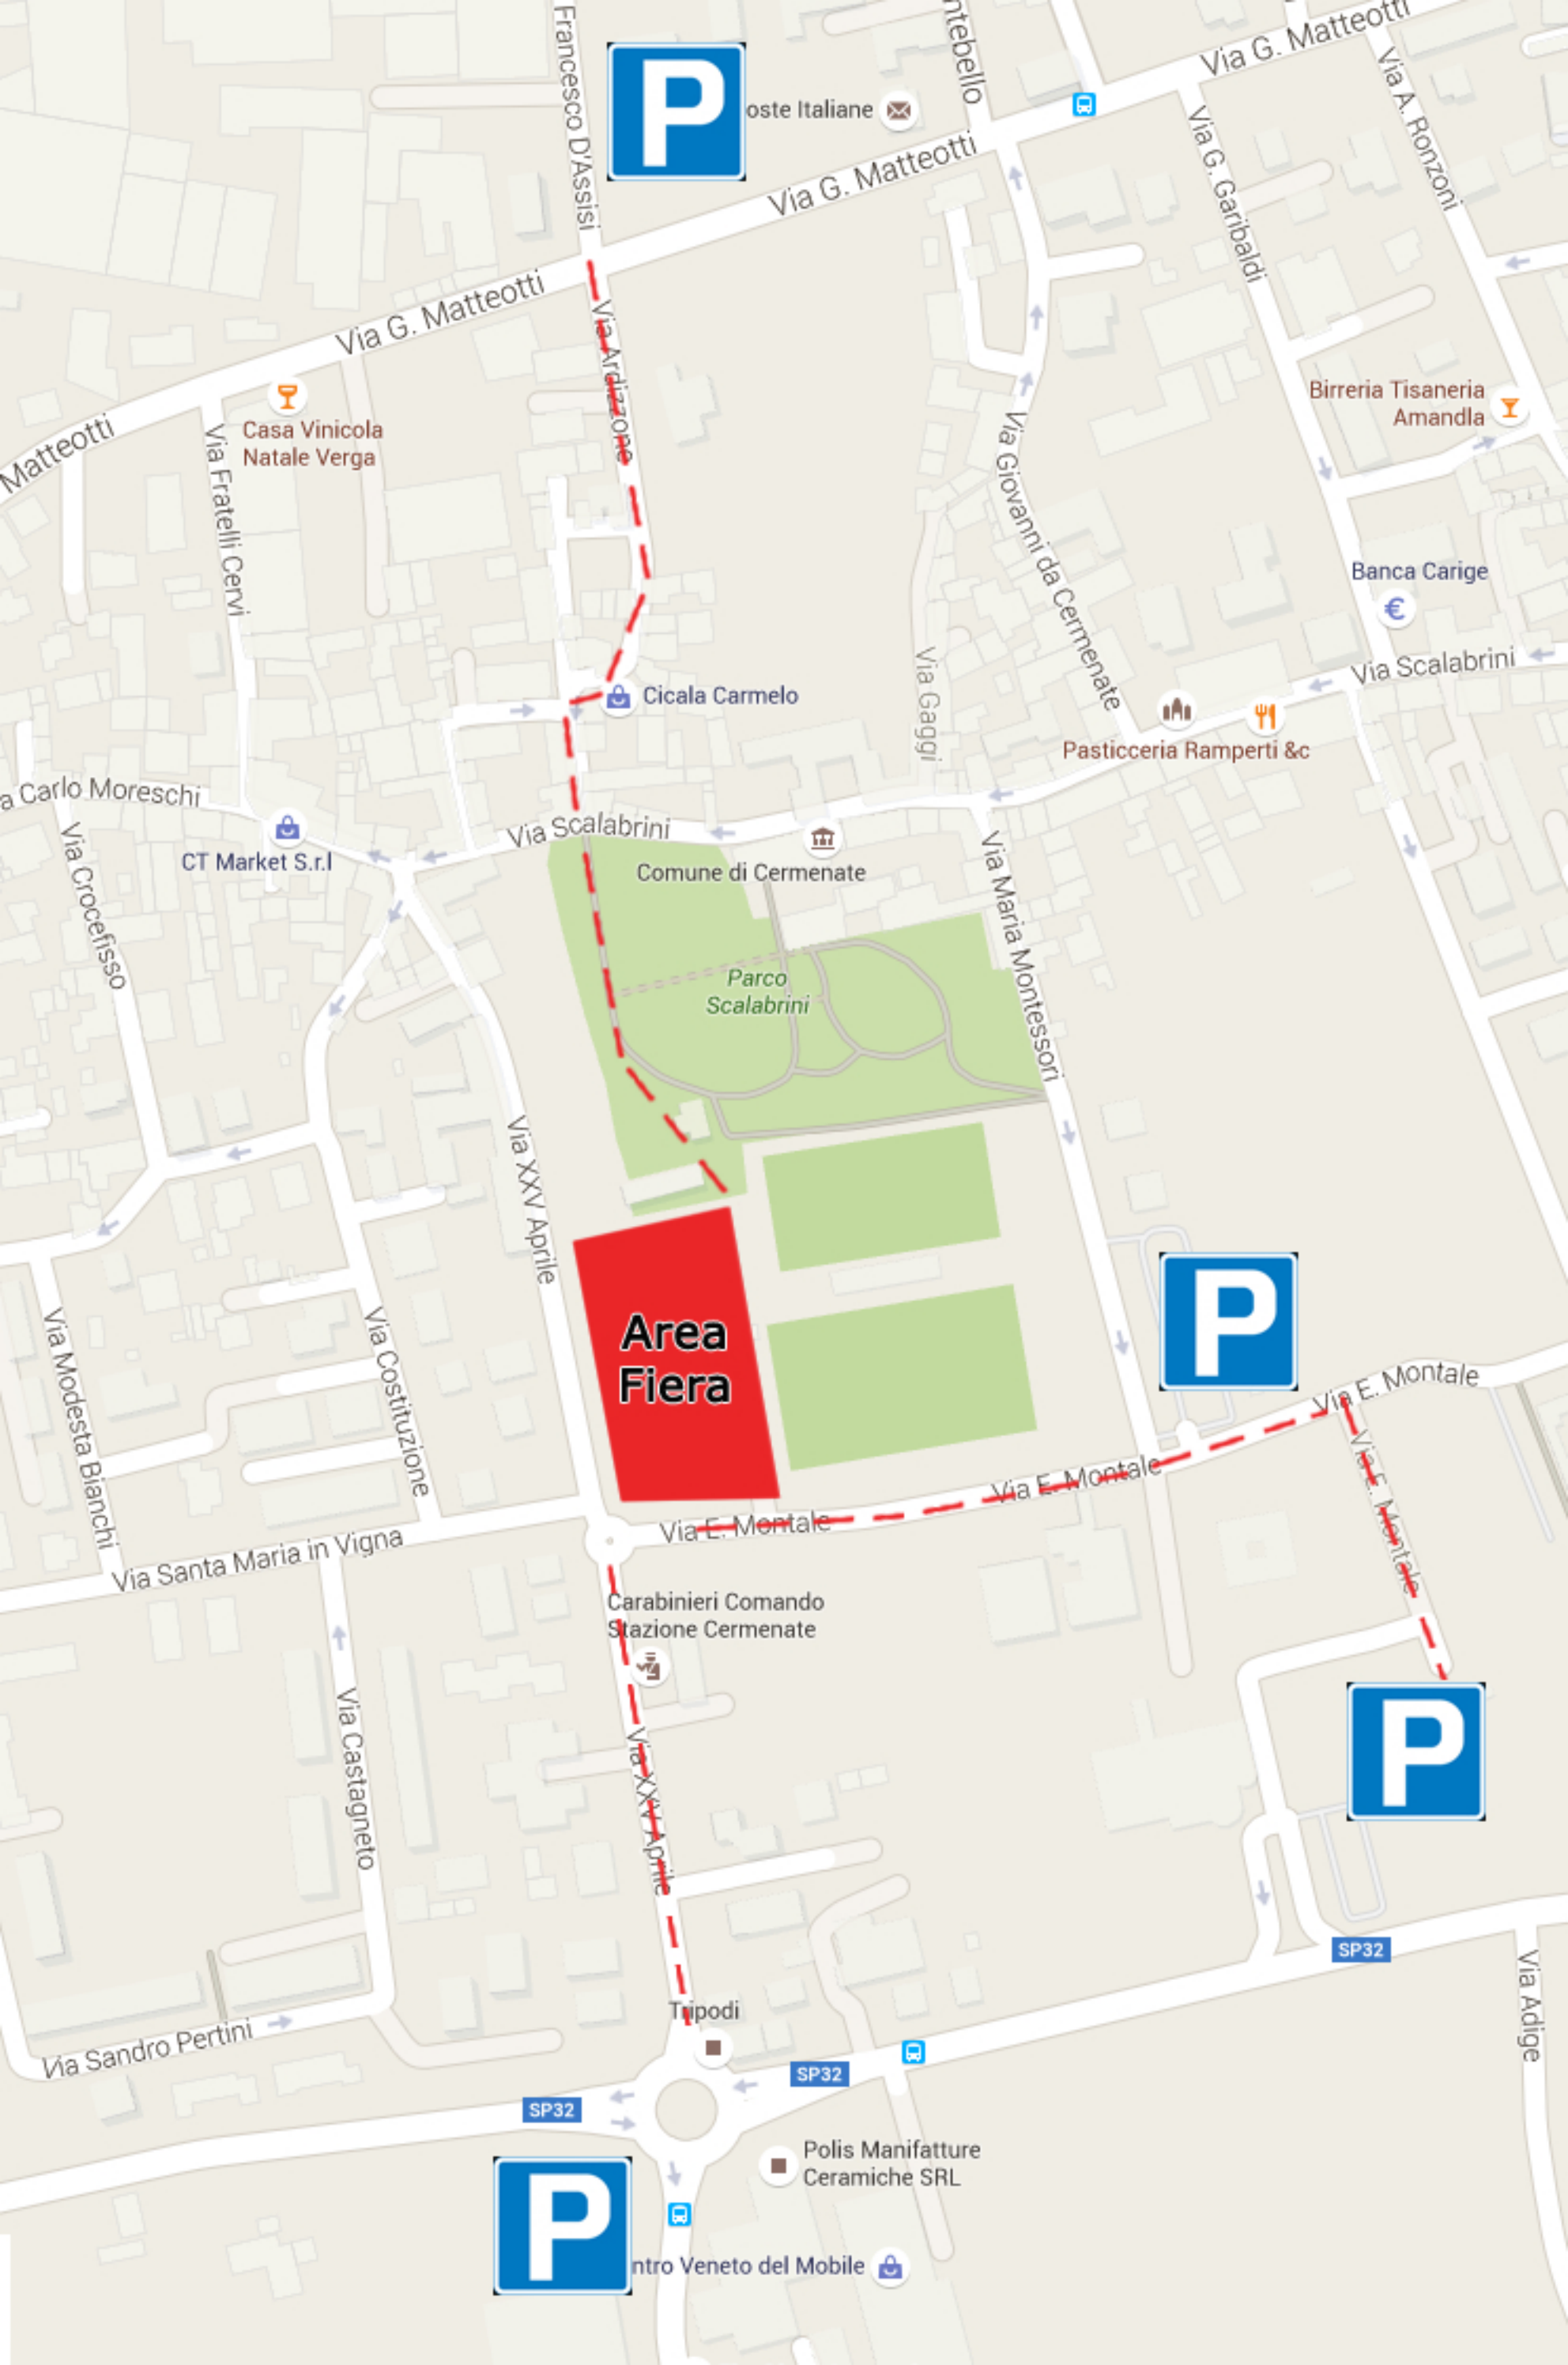 Francesco D'Assisi
P
oste Italiane
ntebello
Via G. Matteotti
Via A. Ronzoni
Via G. Matteotti
Via G. Garibaldi
Via G. Matteotti
Via Ardizzone
Matteotti
Casa Vinicola
Natale Verga
Via Fratelli Cervi
Birreria Tisaneria
Amandla
Via Giovanni da Cermenate
Banca Carige
€
Via Scalabrini
Cicala Carmelo
Via Gaggi
Pasticceria Ramperti &c
a Carlo Moreschi
Via Scalabrini
CT Market S.r.l
Comune di Cermenate
Via Crocefisso
Via Maria Montessori
Parco
Scalabrini
Via XXV Aprile
Area
Fiera
P
Via Modesta Bianchi
Via Costituzione
Via E. Montale
Via E. Montale
Via E. Montale
Via E. Montale
Via Santa Maria in Vigna
Carabinieri Comando
Stazione Cermenate
P
Via Castagneto
Via XXV Aprile
SP32
Via Adige
Tripodi
Via Sandro Pertini
SP32
SP32
Polis Manifatture
Ceramiche SRL
P
ntro Veneto del Mobile